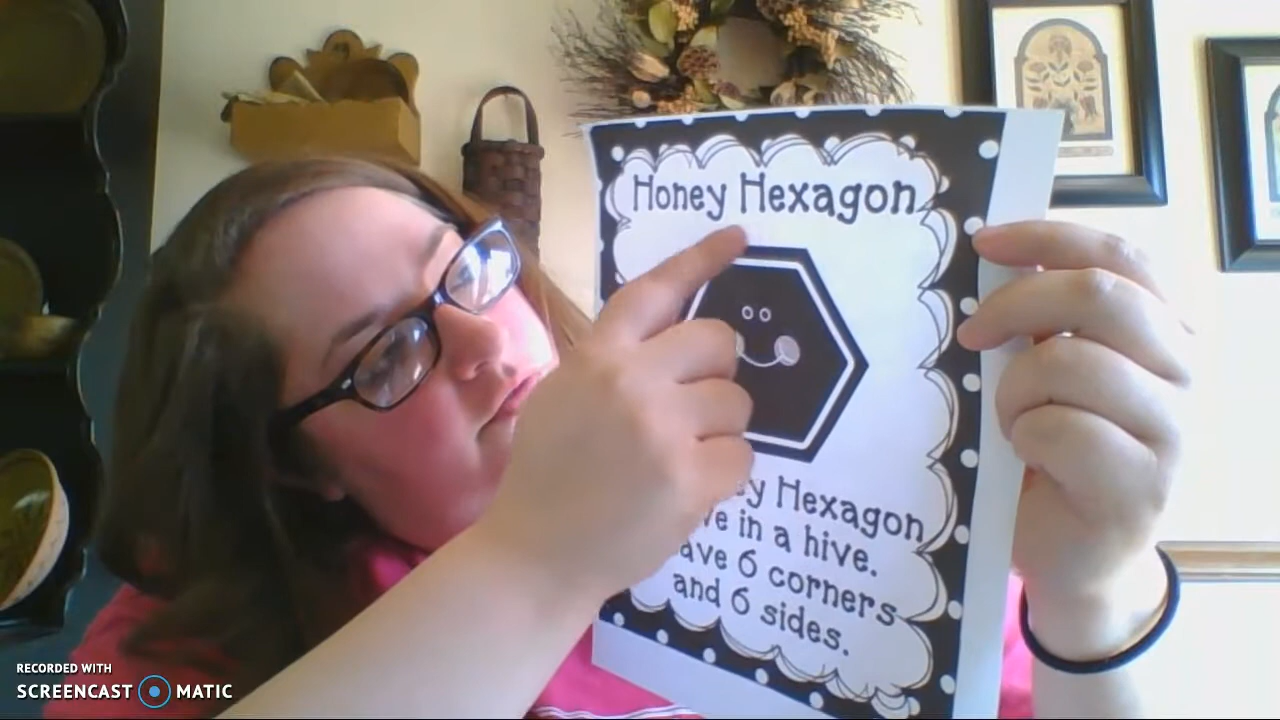 Honey Hexagon
Hexagon
in a hive.
6 corners
and 6 sides.
RECORDED WITH
SCREENCAST MATIC